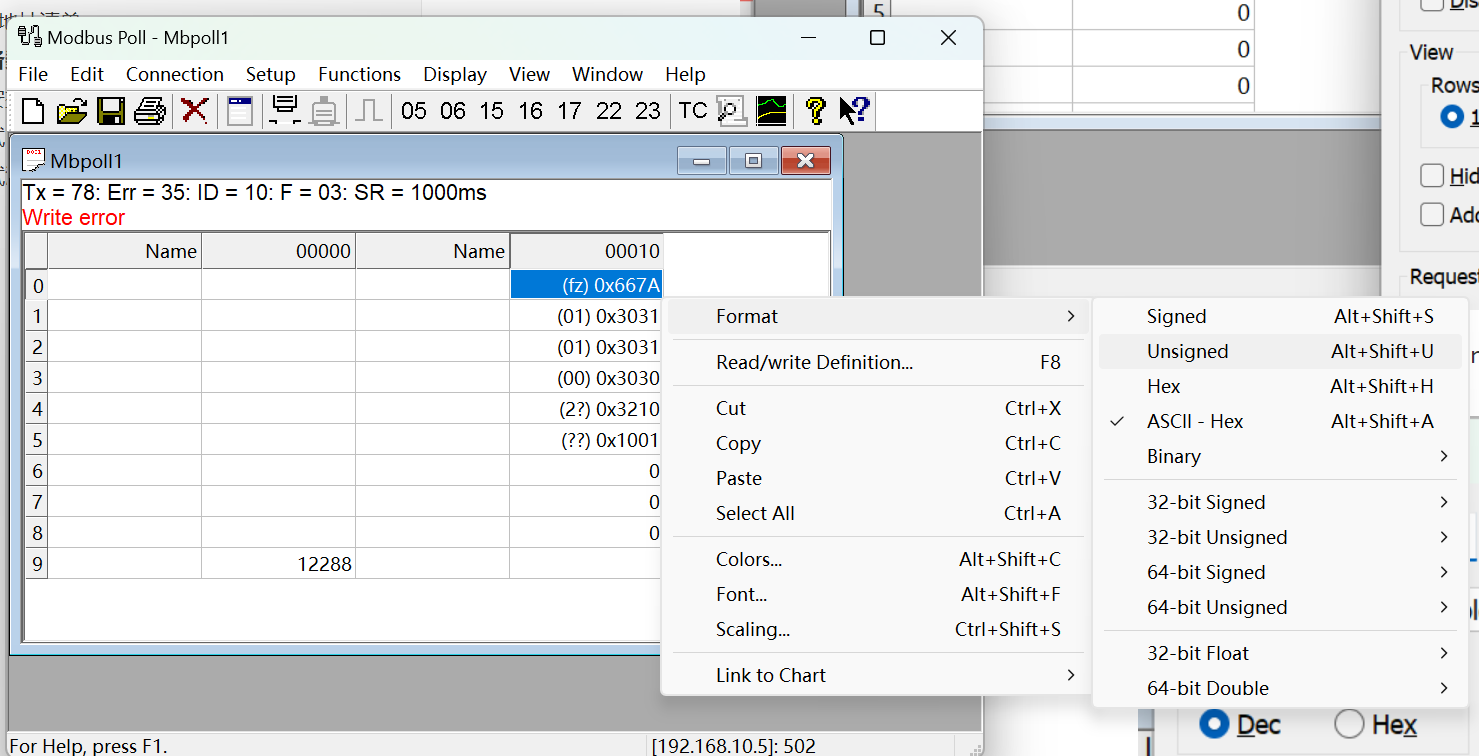 Modbus Poll - Mbpoll1
File Edit Connection Setup Functions Display View Window Help
05 06 15 16 17 22 23 TC
Mbpoll1
Tx = 78: Err = 35: ID = 10: F = 03: SR = 1000ms
Write error
Name 00000 Name 00010
0 (fz) 0x667A
1 (01) 0x3031
2 (01) 0x3031
3 (00) 0x3030
4 (2?) 0x3210
5 (??) 0x1001
6 0
7 0
8 0
9 12288
Format
Read/write Definition... F8
Cut Ctrl+X
Copy Ctrl+C
Paste Ctrl+V
Select All Ctrl+A
Colors... Alt+Shift+C
Font... Alt+Shift+F
Scaling... Ctrl+Shift+S
Link to Chart
Signed Alt+Shift+S
Unsigned Alt+Shift+U
Hex Alt+Shift+H
ASCII - Hex Alt+Shift+A
Binary
32-bit Signed
32-bit Unsigned
64-bit Signed
64-bit Unsigned
32-bit Float
64-bit Double
For Help, press F1.
[192.168.10.5]: 502
5 0
0
0
View
Rows
1
Hid
Add
Request
Dec Hex